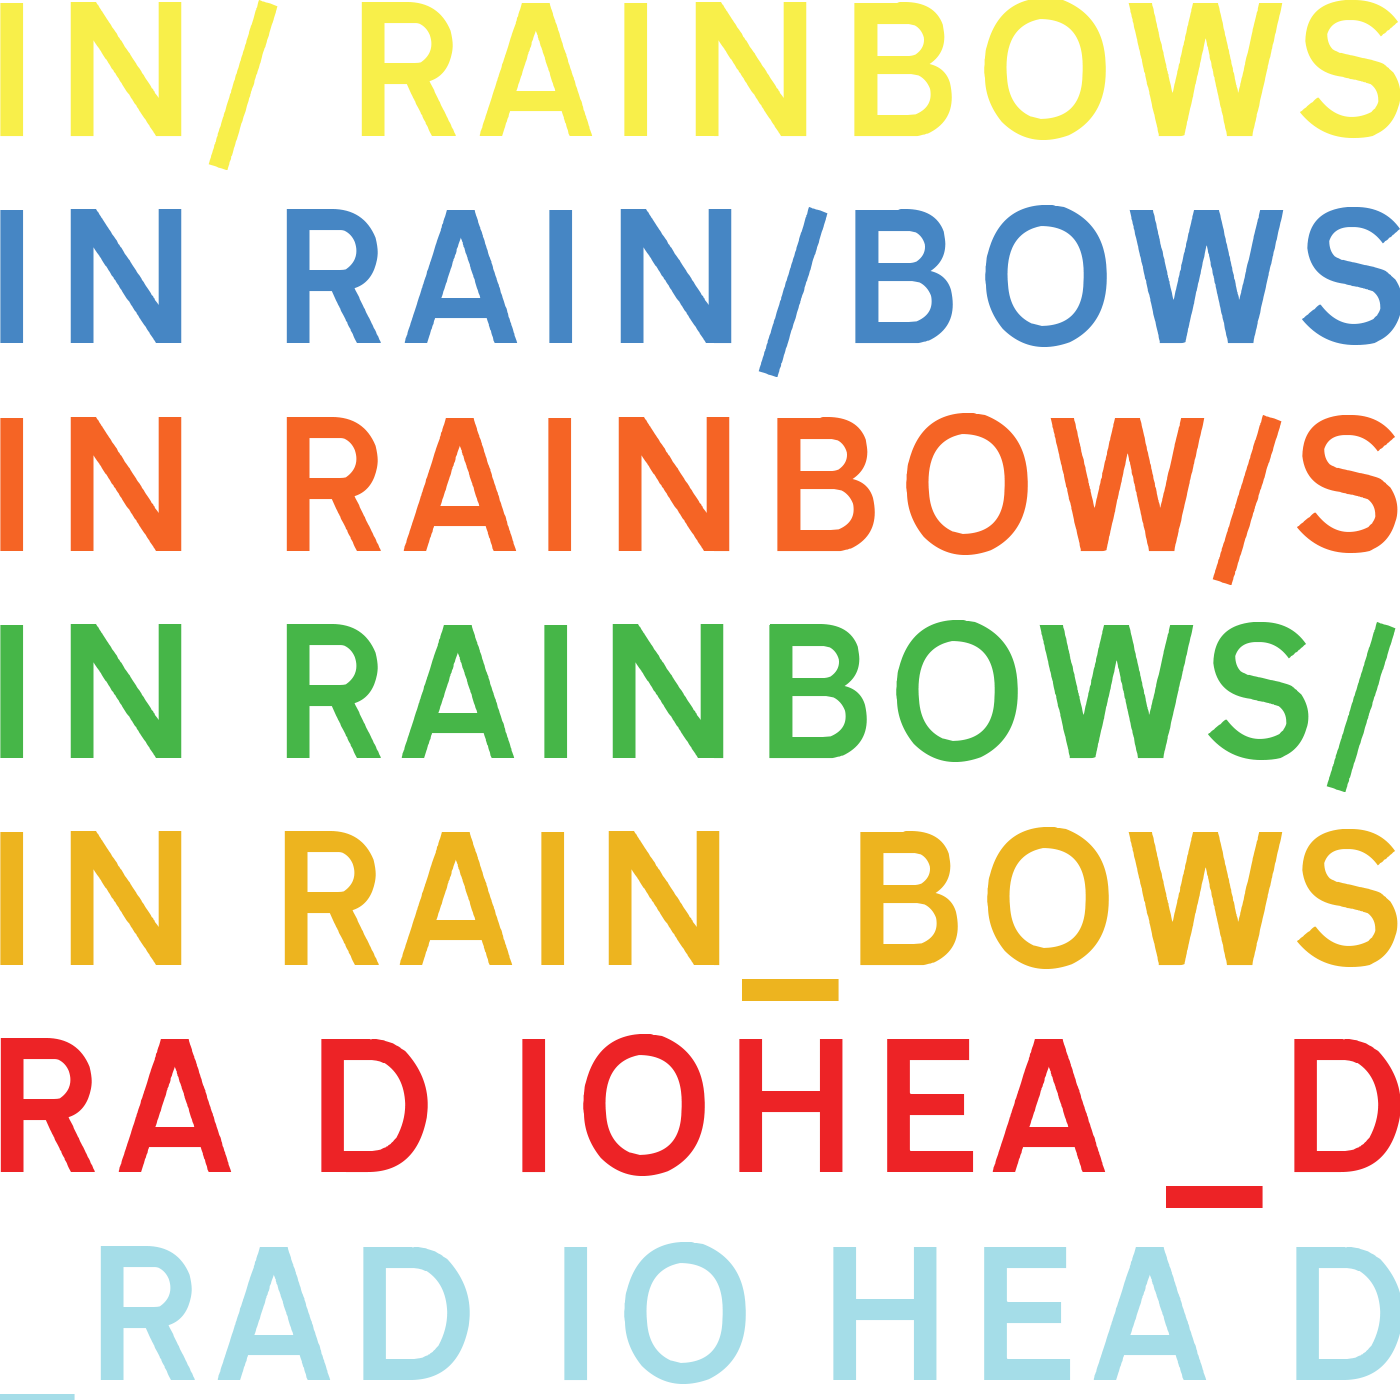 IN/ RAINBOWS
IN RAIN/BOWS
IN RAINBOW/S
IN RAINBOWS/
IN RAIN_BOWS
RA D IOHEA _D
_RAD IO HEA D